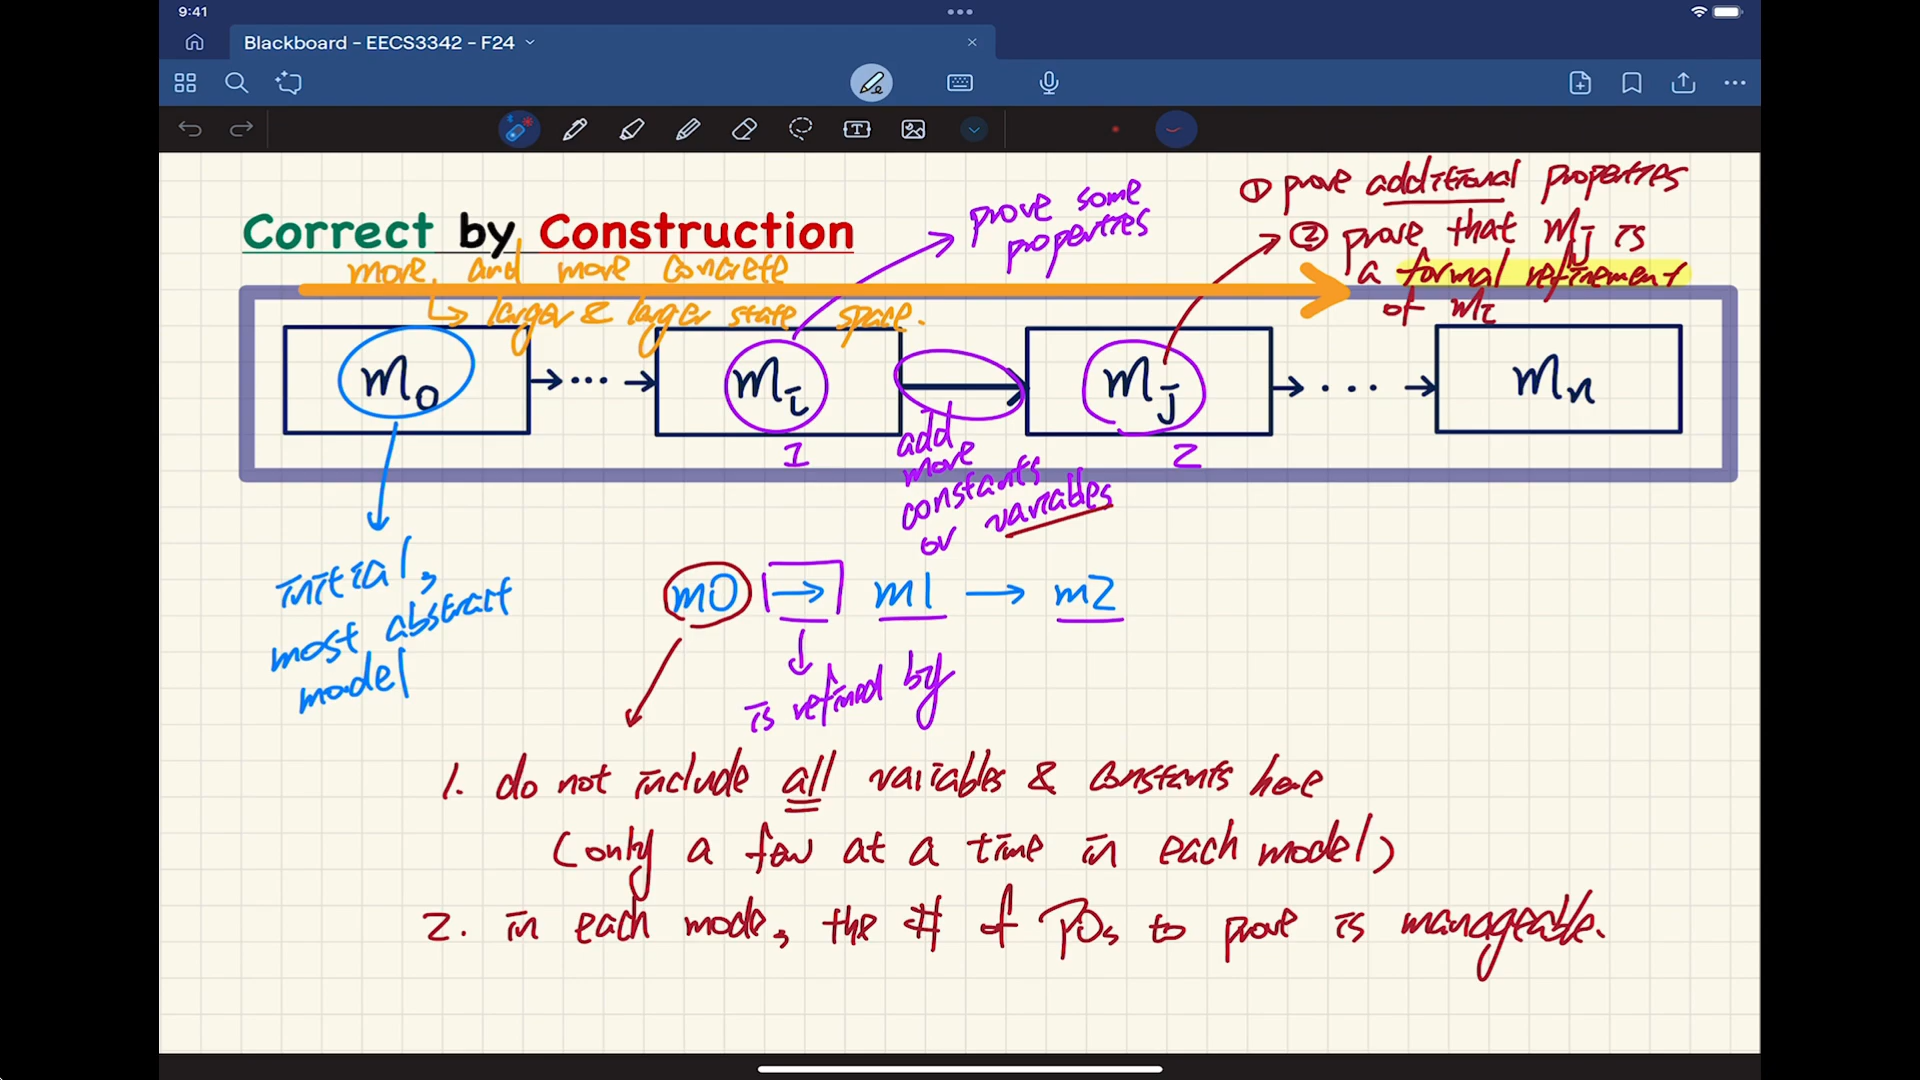 9:41
Blackboard - EECS3342 - F24
Correct by Construction
more and more concrete
larger & larger state space.
prove some
properties
① prove additional properties
② prove that mj is
a formal refinement
of mi
m0
...
mi
mj
. . . .
mn
1
2
add
more
constants
or variables
initial,
most abstract
model
m0 → m1 → m2
is refined by
1. do not include all variables & constants here
(only a few at a time in each model)
2. in each mode, the # of POs to prove is manageable.